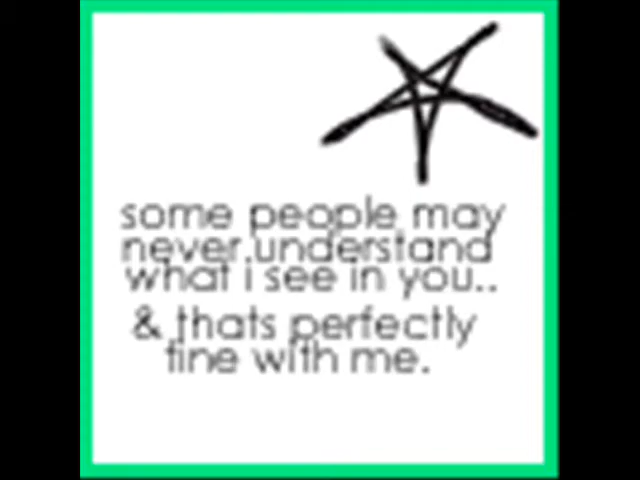 some people may
never.understand
what i see in you..
& thats perfectly
fine with me.